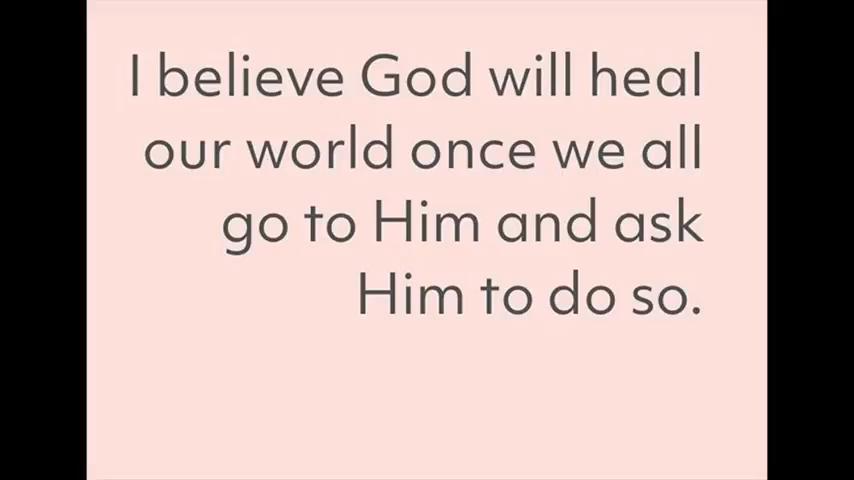 I believe God will heal
our world once we all
go to Him and ask
Him to do so.